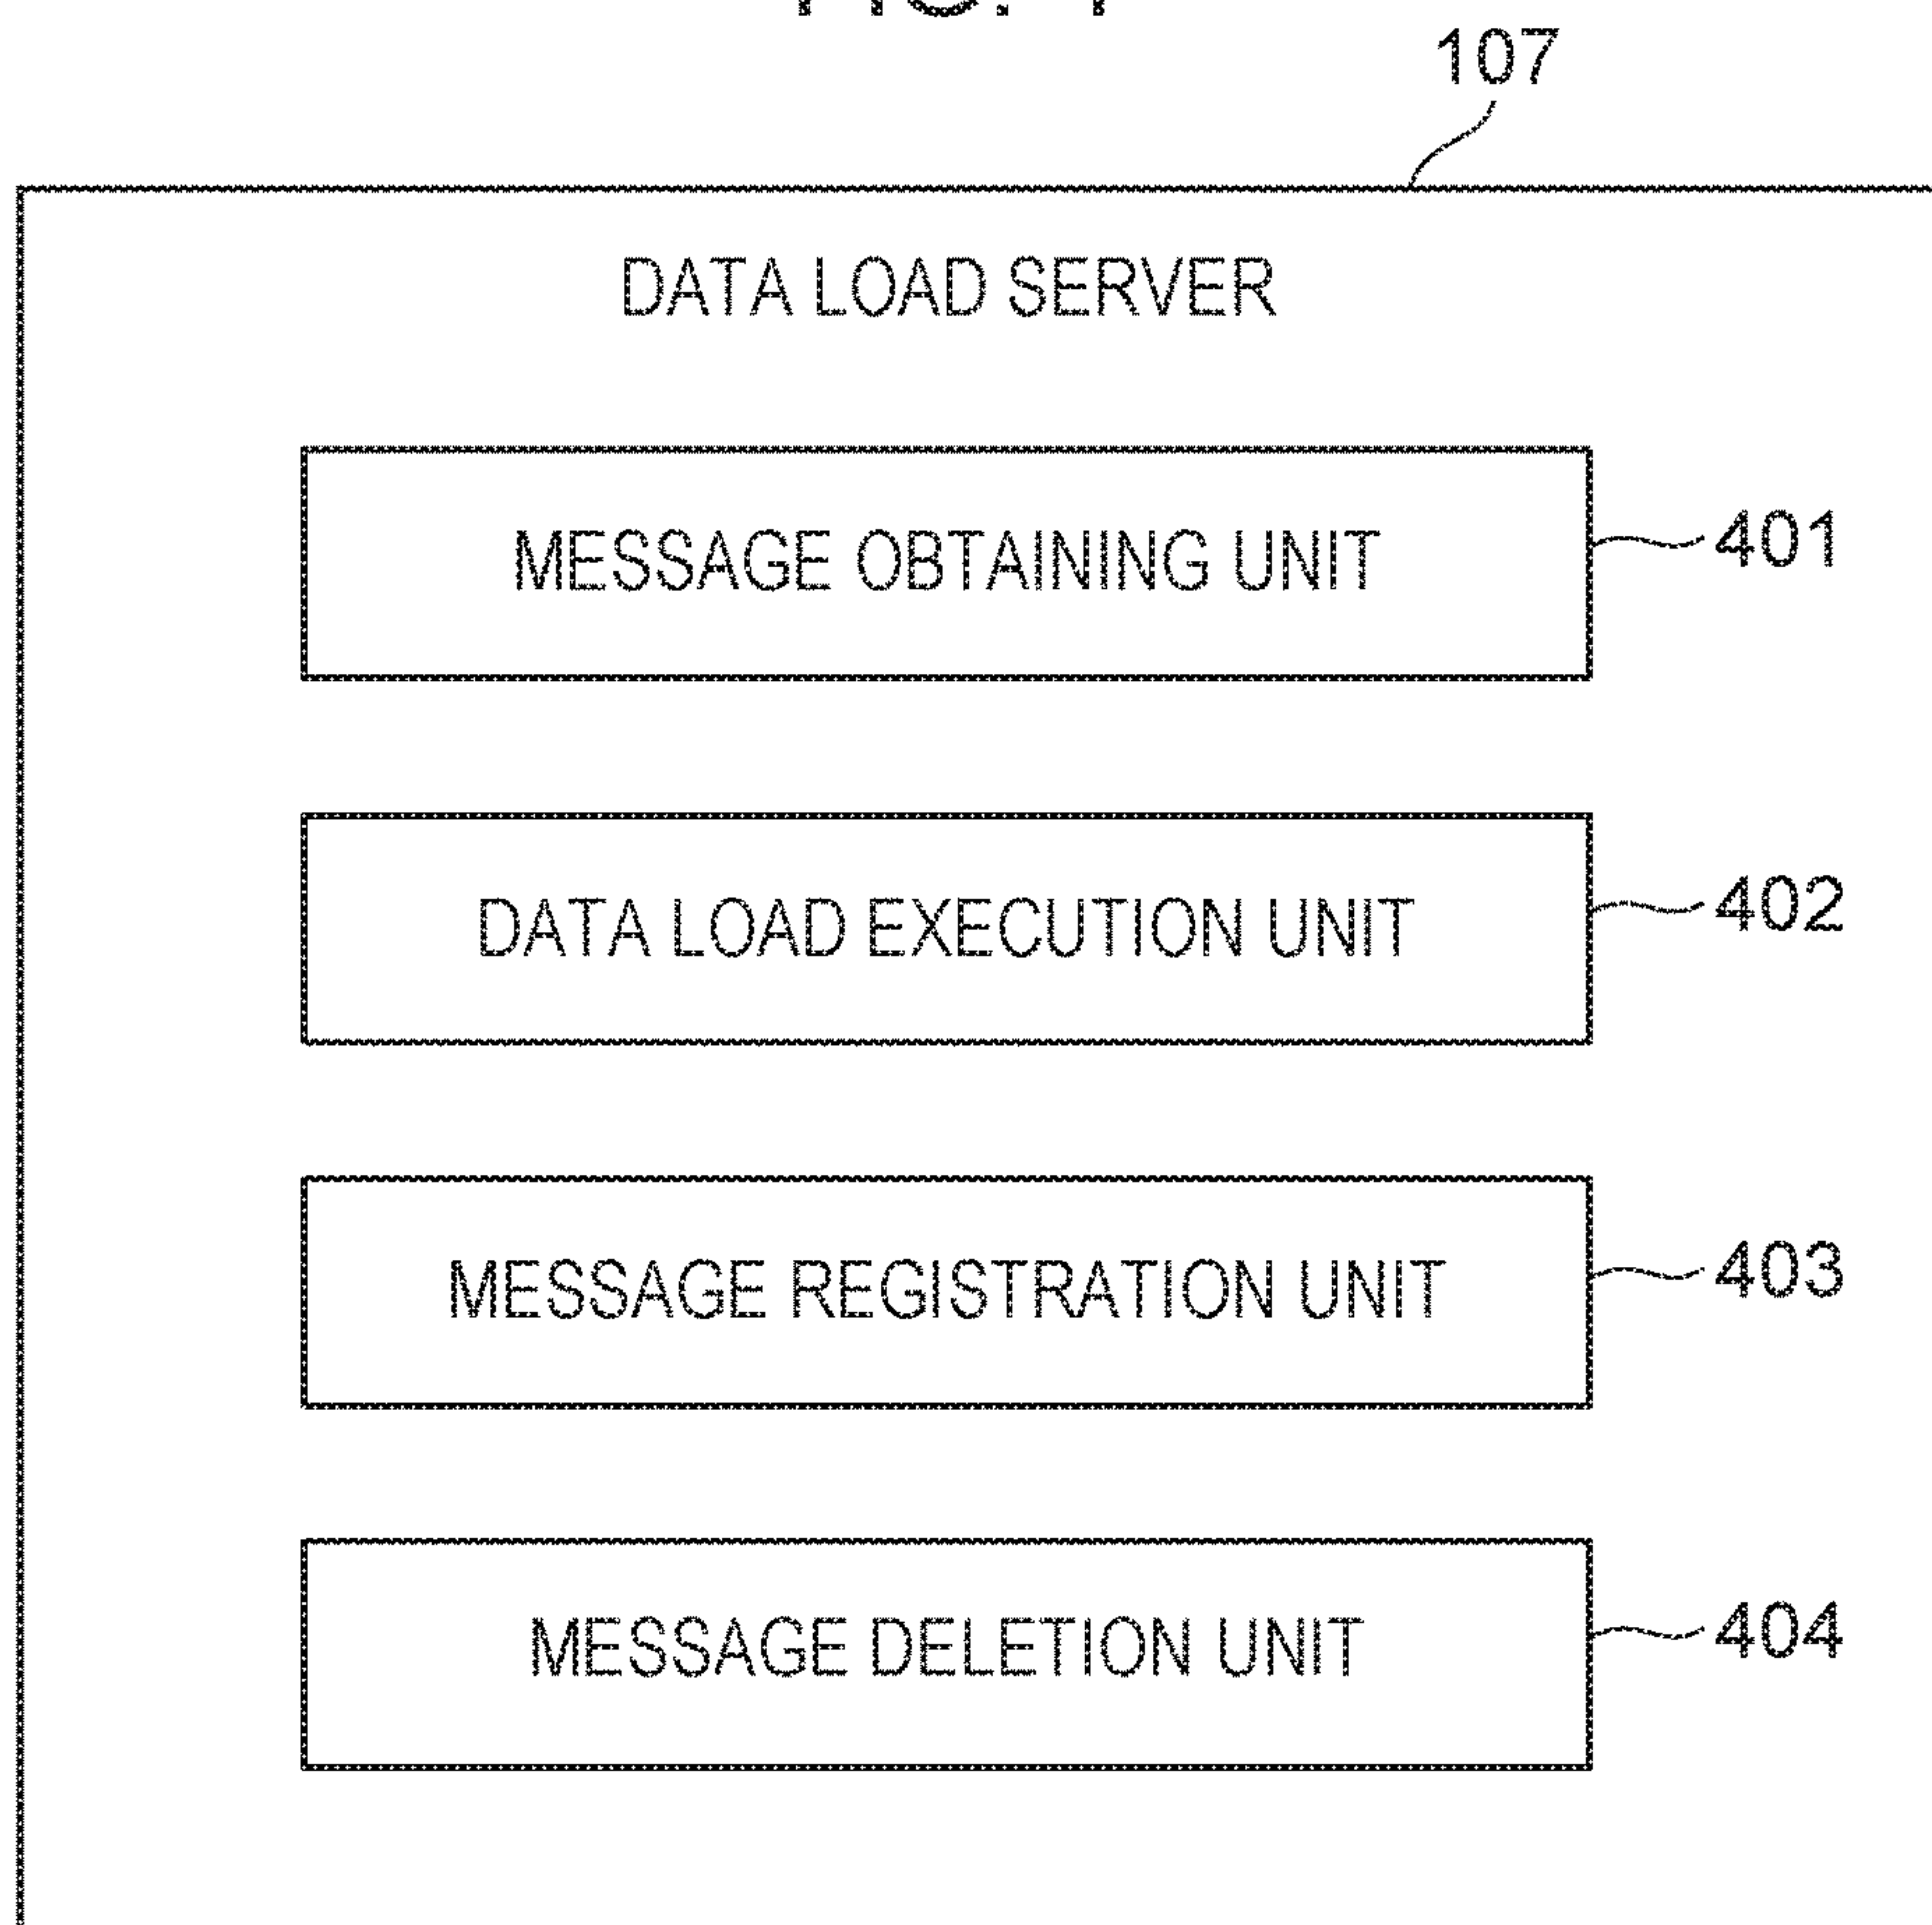 107
DATA LOAD SERVER
MESSAGE OBTAINING UNIT
401
DATA LOAD EXECUTION UNIT
402
MESSAGE REGISTRATION UNIT
403
MESSAGE DELETION UNIT
404